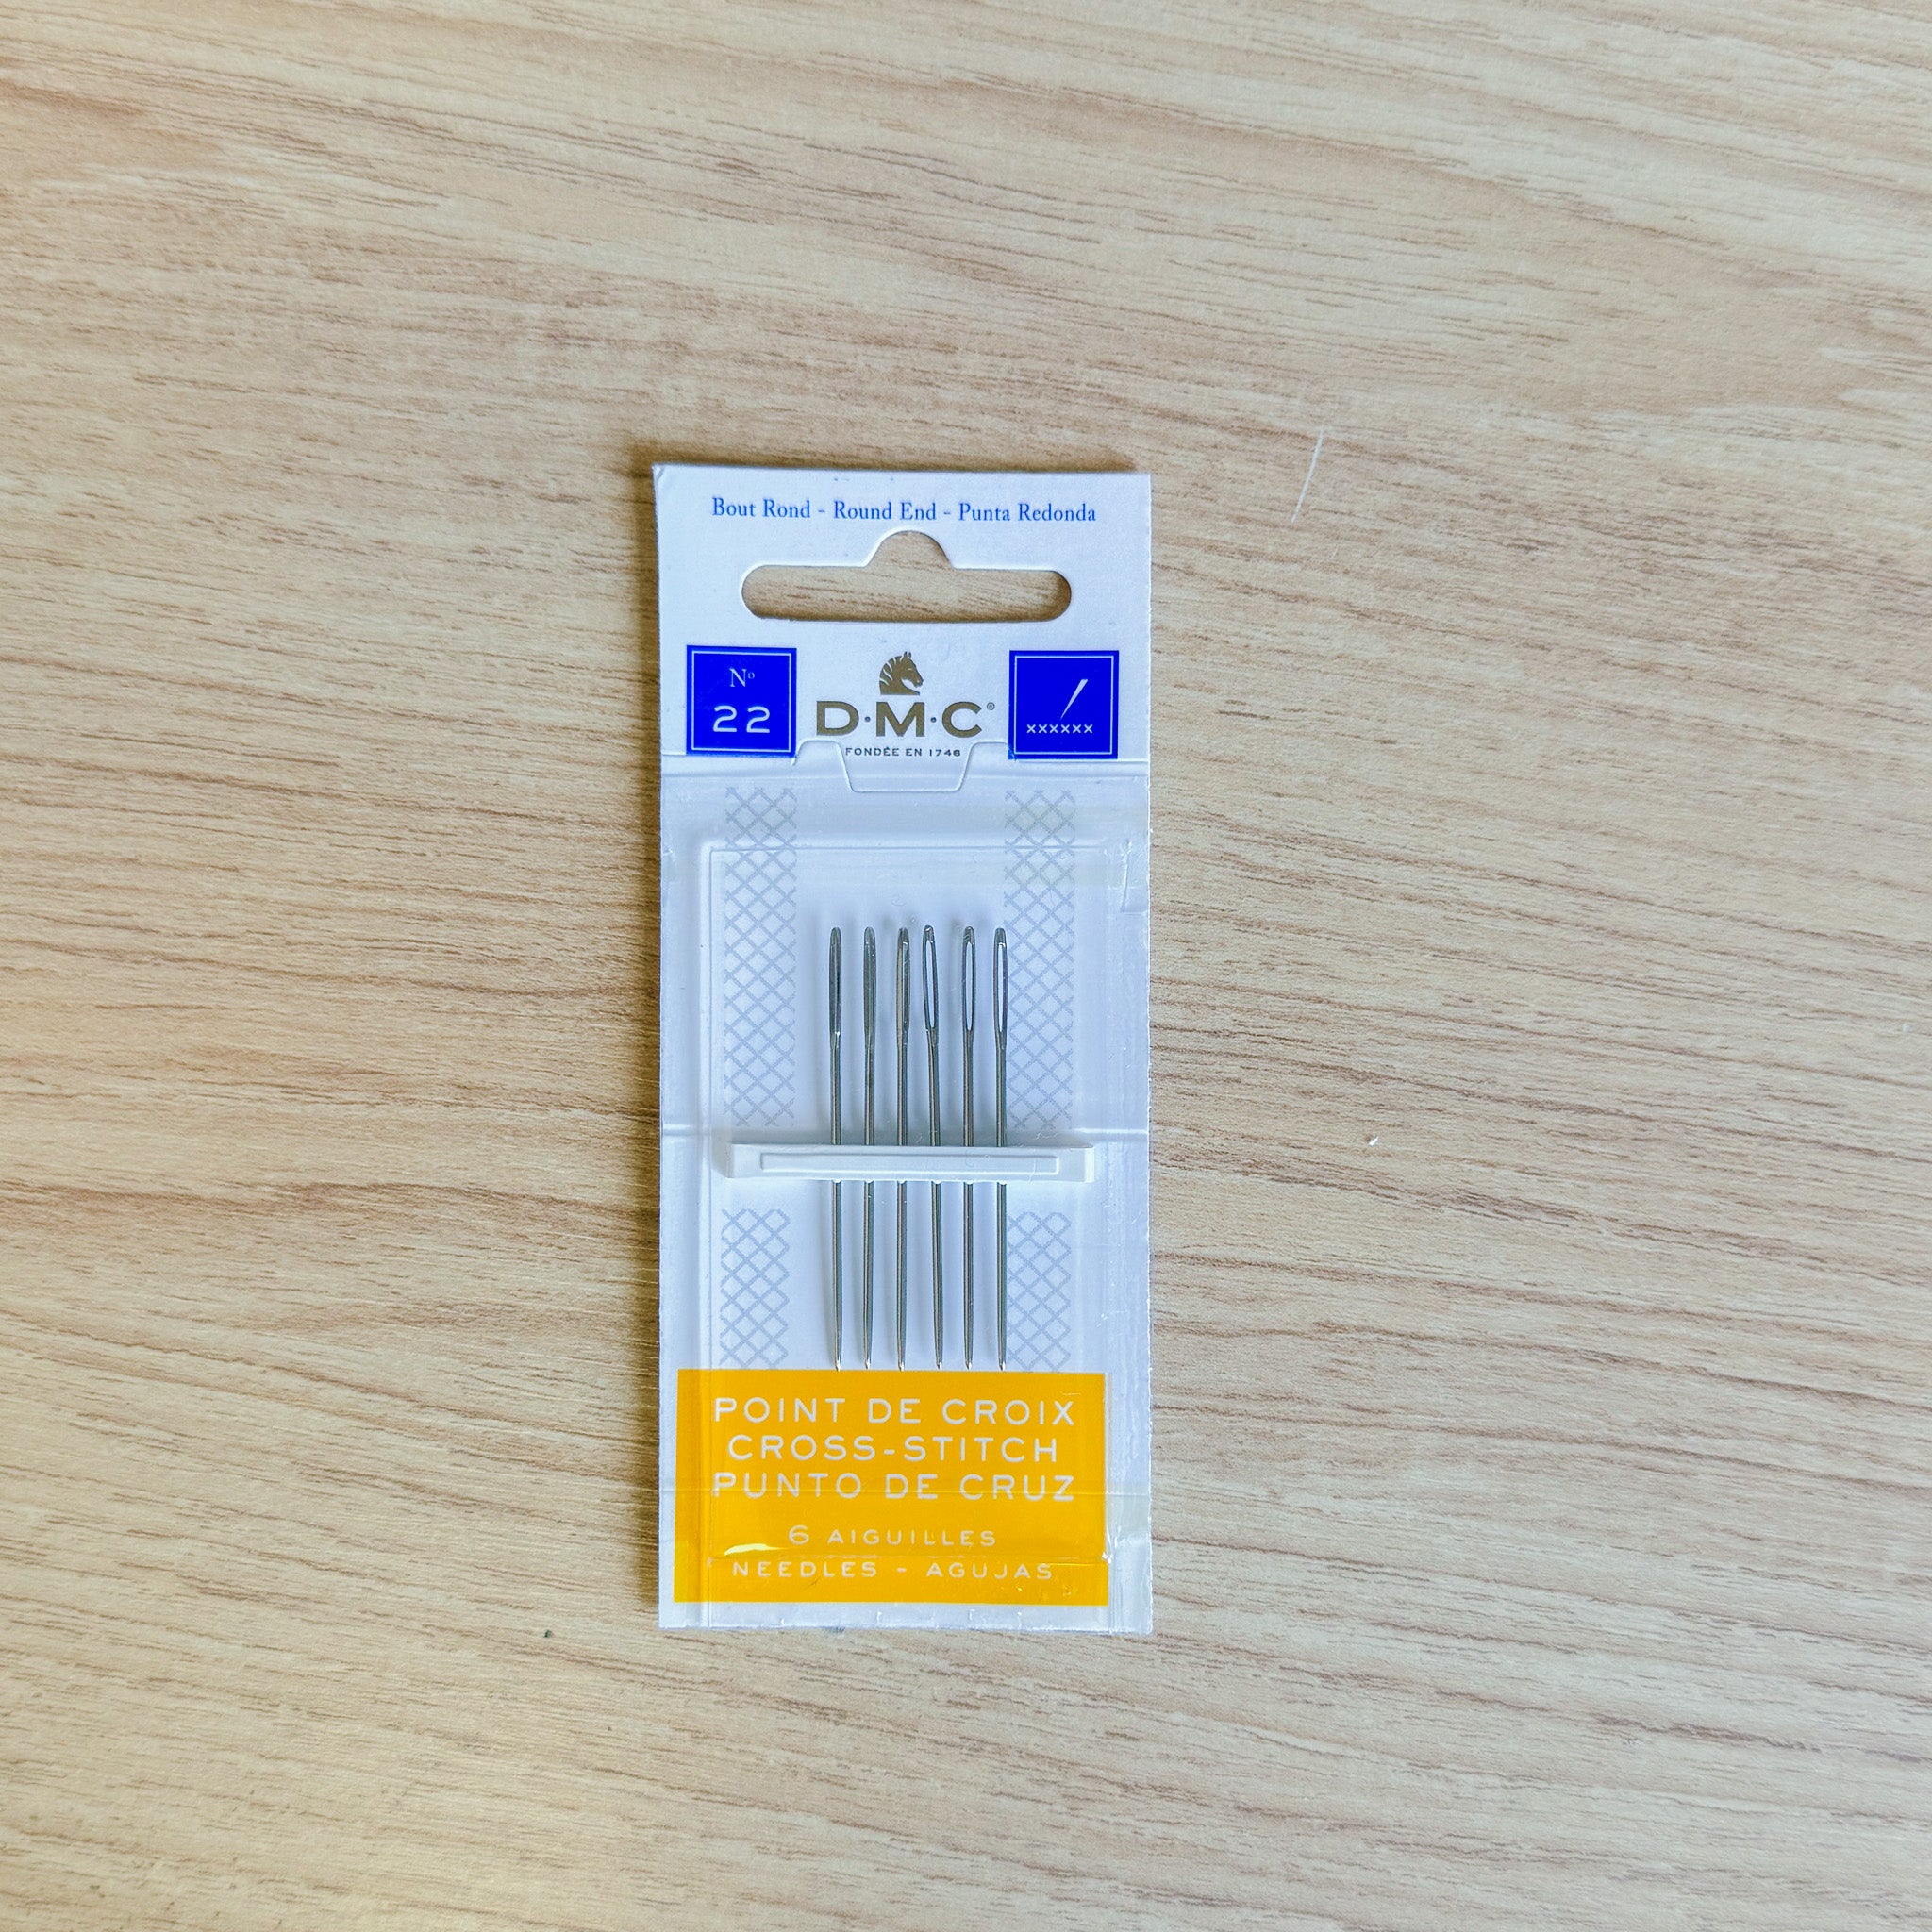 Bout Rond - Round End - Punta Redonda
Nº
22
D·M·C®
FONDÉE EN 1746
xxxxxx
POINT DE CROIX
CROSS-STITCH
PUNTO DE CRUZ
6 AIGUILLES
NEEDLES - AGUJAS